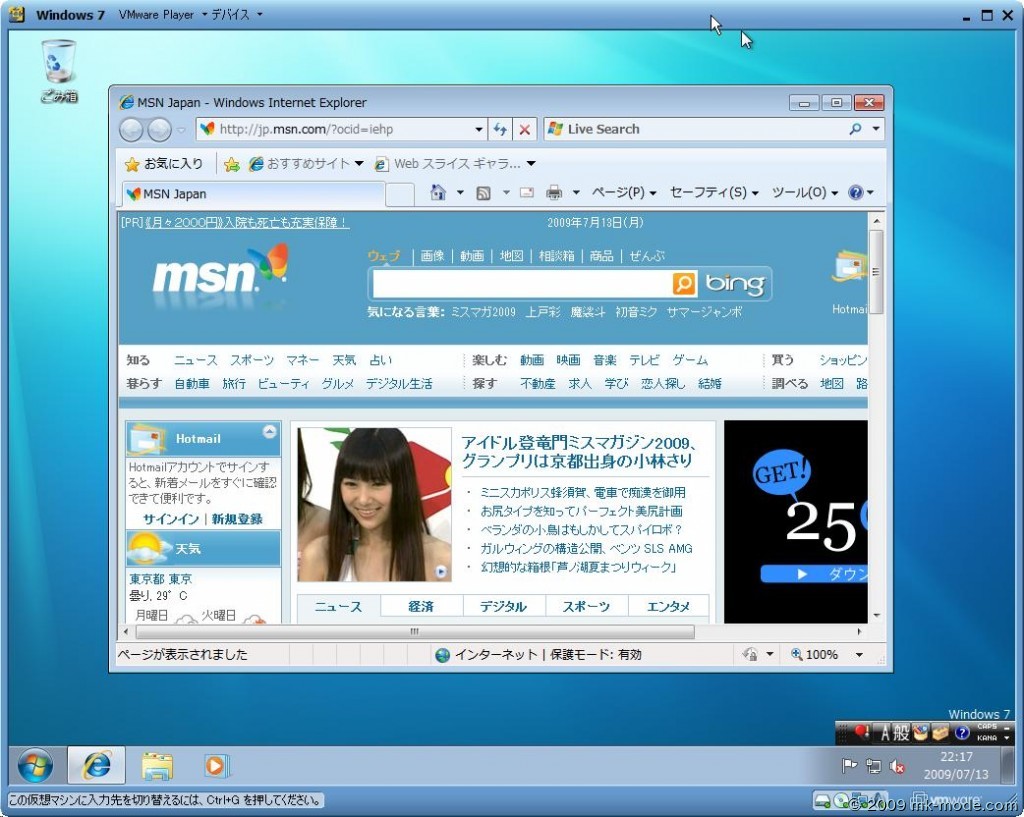 Windows 7 VMware Player デバイス
ごみ箱
MSN Japan - Windows Internet Explorer
http://jp.msn.com/?ocid=iehp Live Search
お気に入り おすすめサイト Web スライス ギャラ...
MSN Japan ページ(P) セーフティ(S) ツール(O)
[PR]《月々2000円》入院も死亡も充実保障！ 2009年7月13日(月)
msn
ウェブ | 画像 | 動画 | 地図 | 相談箱 | 商品 | ぜんぶ
bing
気になる言葉: ミスマガ2009 上戸彩 魔裟斗 初音ミク サマージャンボ
Hotmai
知る ニュース スポーツ マネー 天気 占い 楽しむ 動画 映画 音楽 テレビ ゲーム 買う ショッピン
暮らす 自動車 旅行 ビューティ グルメ デジタル生活 探す 不動産 求人 学び 恋人探し 結婚 調べる 地図 路
Hotmail
Hotmailアカウントでサインす
ると、新着メールをすぐに確認
できて便利です。
サインイン | 新規登録
天気
東京都 東京
曇り, 29° C
月曜日 火曜日
アイドル登竜門ミスマガジン2009、
グランプリは京都出身の小林さり
・ ミニスカポリス蜂須賀、電車で痴漢を御用
・ お尻タイプを知ってパーフェクト美尻計画
・ ベランダの小鳥はもしかしてスパイロボ？
・ ガルウィングの構造公開、ベンツ SLS AMG
・ 幻想的な箱根「芦ノ湖夏まつりウィーク」
ニュース 経済 デジタル スポーツ エンタメ
GET!
25
ダウン
ページが表示されました インターネット | 保護モード: 有効 100%
Windows 7
A 般 CAPS
KANA
22:17
2009/07/13
この仮想マシンに入力先を切り替えるには、Ctrl+G を押してください。
vmware
© 2009 mk-mode.com